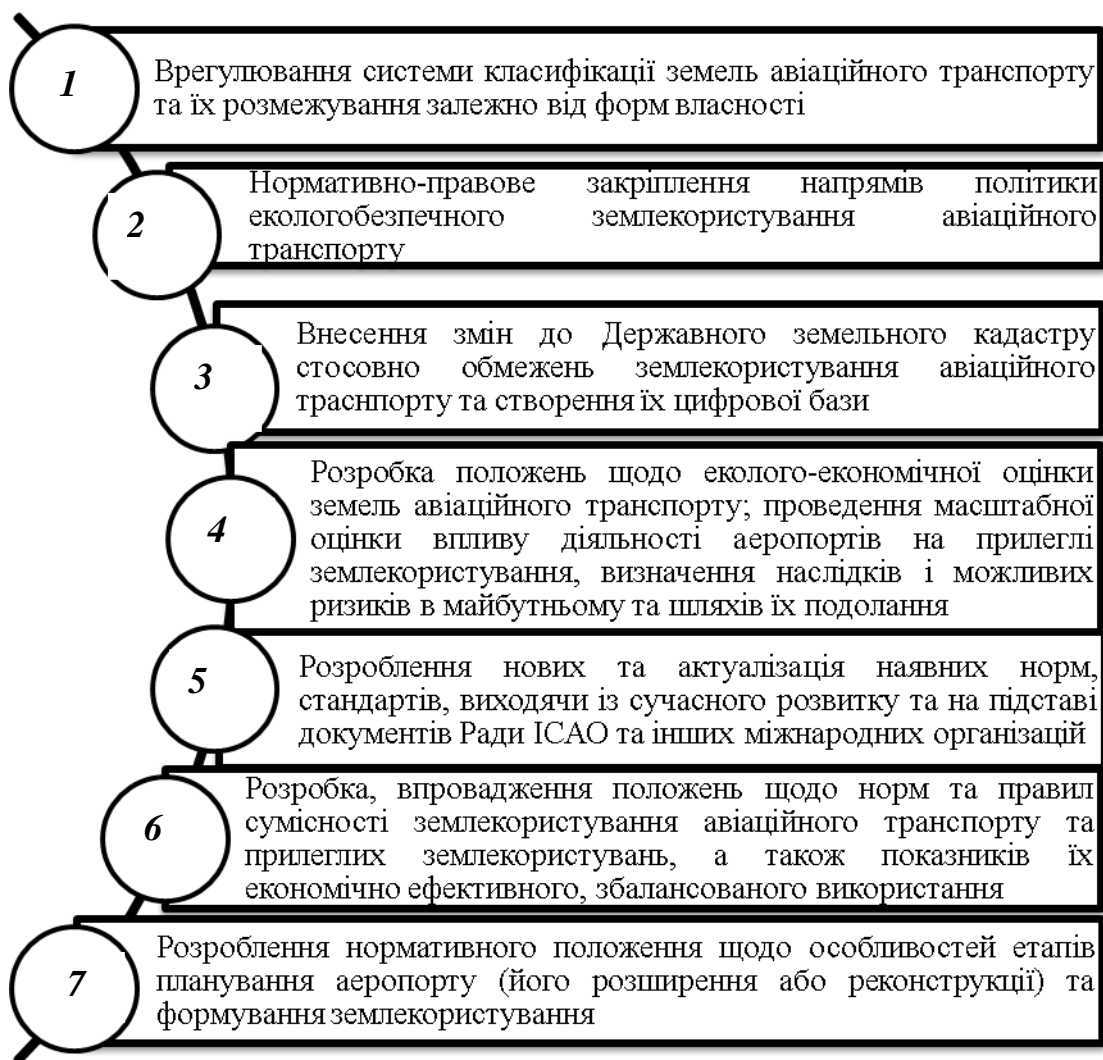 1
Врегулювання системи класифікації земель авіаційного транспорту
та їх розмежування залежно від форм власності
2
Нормативно-правове закріплення напрямів політики
екологобезпечного землекористування авіаційного
транспорту
3
Внесення змін до Державного земельного кадастру
стосовно обмежень землекористування авіаційного
траснпорту та створення їх цифрової бази
4
Розробка положень щодо еколого-економічної оцінки
земель авіаційного транспорту; проведення масштабної
оцінки впливу діяльності аеропортів на прилеглі
землекористування, визначення наслідків і можливих
ризиків в майбутньому та шляхів їх подолання
5
Розроблення нових та актуалізація наявних норм,
стандартів, виходячи із сучасного розвитку та на підставі
документів Ради ІСАО та інших міжнародних організацій
6
Розробка, впровадження положень щодо норм та правил
сумісності землекористування авіаційного транспорту та
прилеглих землекористувань, а також показників їх
економічно ефективного, збалансованого використання
7
Розроблення нормативного положення щодо особливостей етапів
планування аеропорту (його розширення або реконструкції) та
формування землекористування